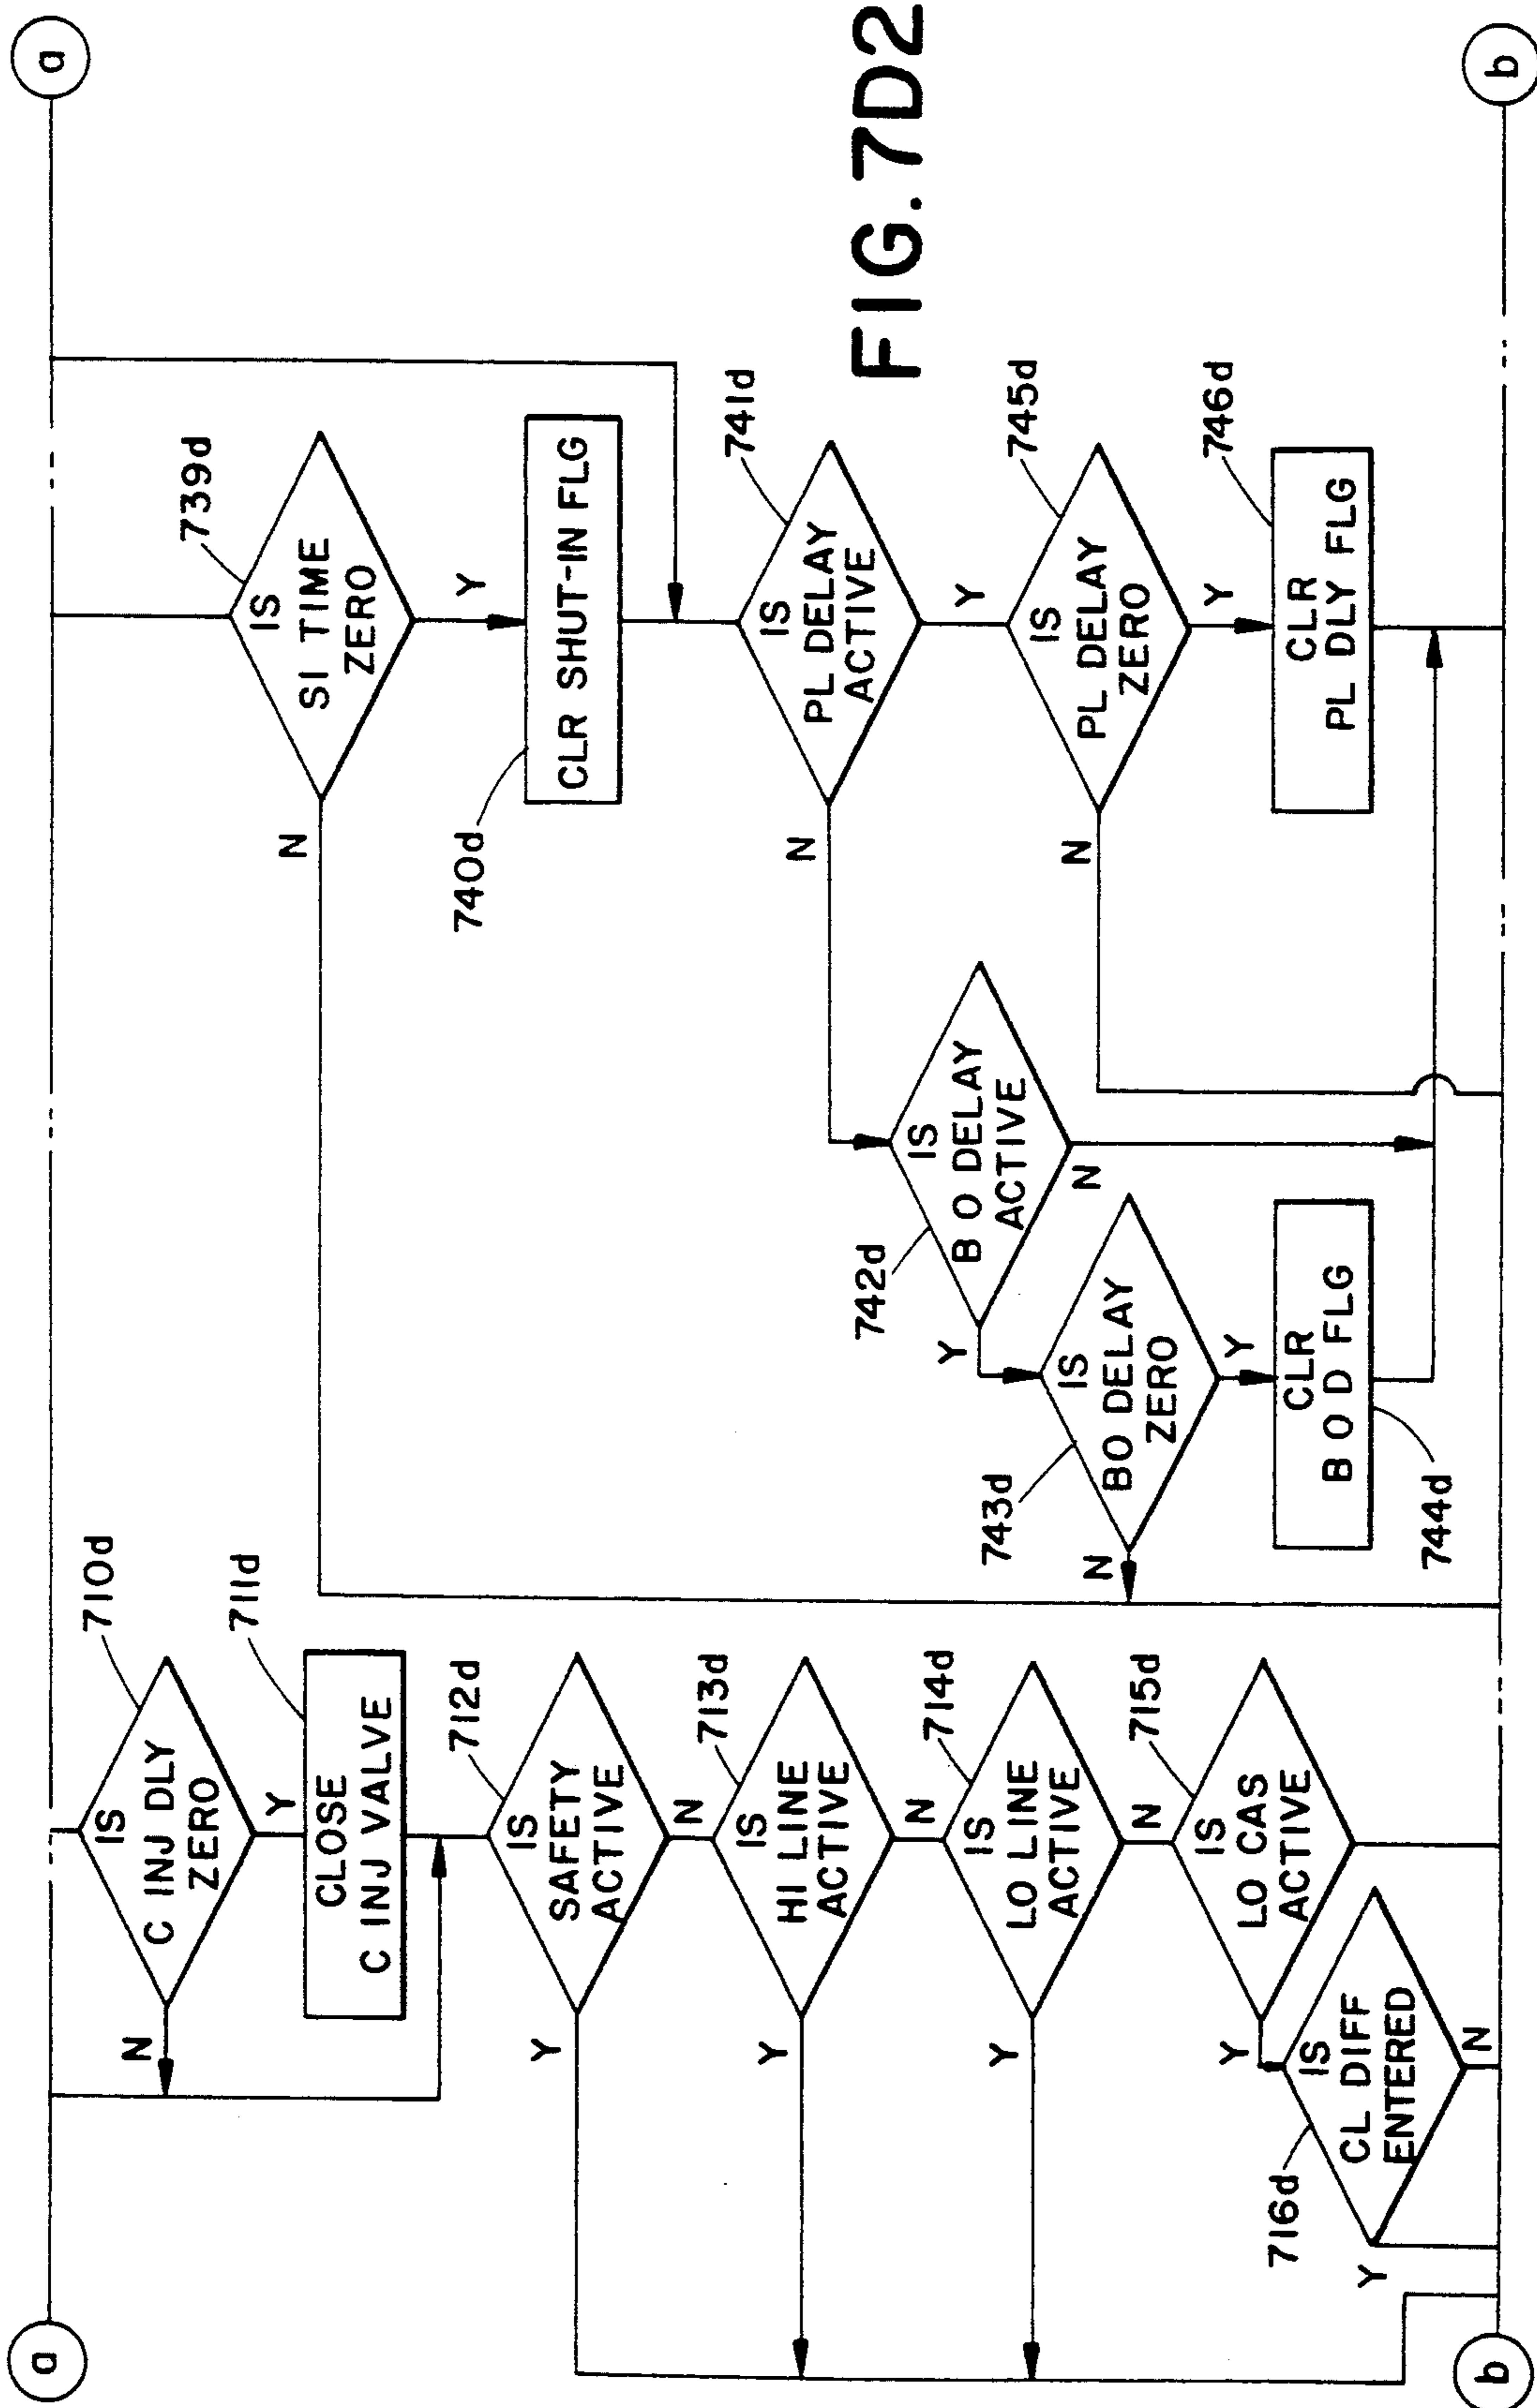 a
a
IS
C INJ DLY
ZERO
710d
N
Y
CLOSE
C INJ VALVE
711d
IS
SAFETY
ACTIVE
712d
Y
N
IS
HI LINE
ACTIVE
713d
Y
N
IS
LO LINE
ACTIVE
714d
Y
N
IS
LO CAS
ACTIVE
715d
Y
IS
CL DIFF
ENTERED
716d
Y
N
IS
SI TIME
ZERO
739d
N
Y
CLR SHUT-IN FLG
740d
IS
PL DELAY
ACTIVE
741d
N
Y
IS
B O DELAY
ACTIVE
742d
Y
N
IS
BO DELAY
ZERO
743d
N
Y
CLR
B O D FLG
744d
IS
PL DELAY
ZERO
745d
N
Y
CLR
PL DLY FLG
746d
b
b
FIG.7D2